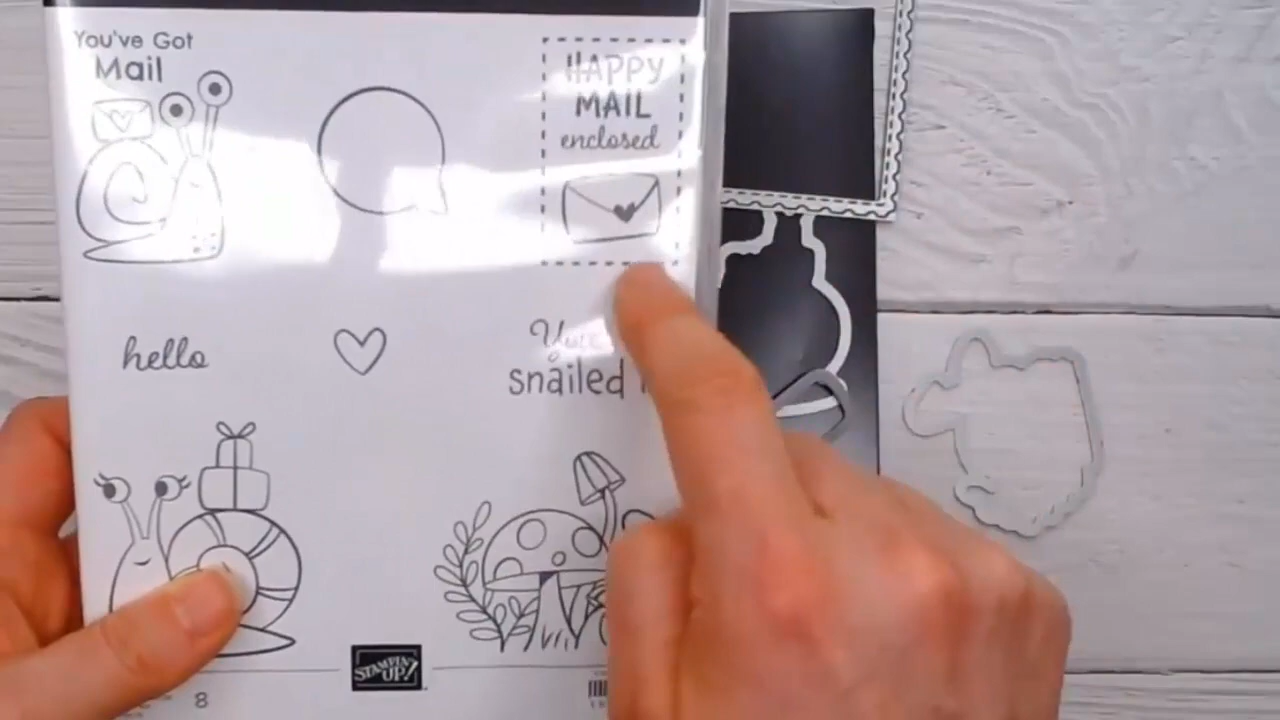 You've Got
Mail
HAPPY
MAIL
enclosed
hello
snailed
STAMPIN'
UP!
8